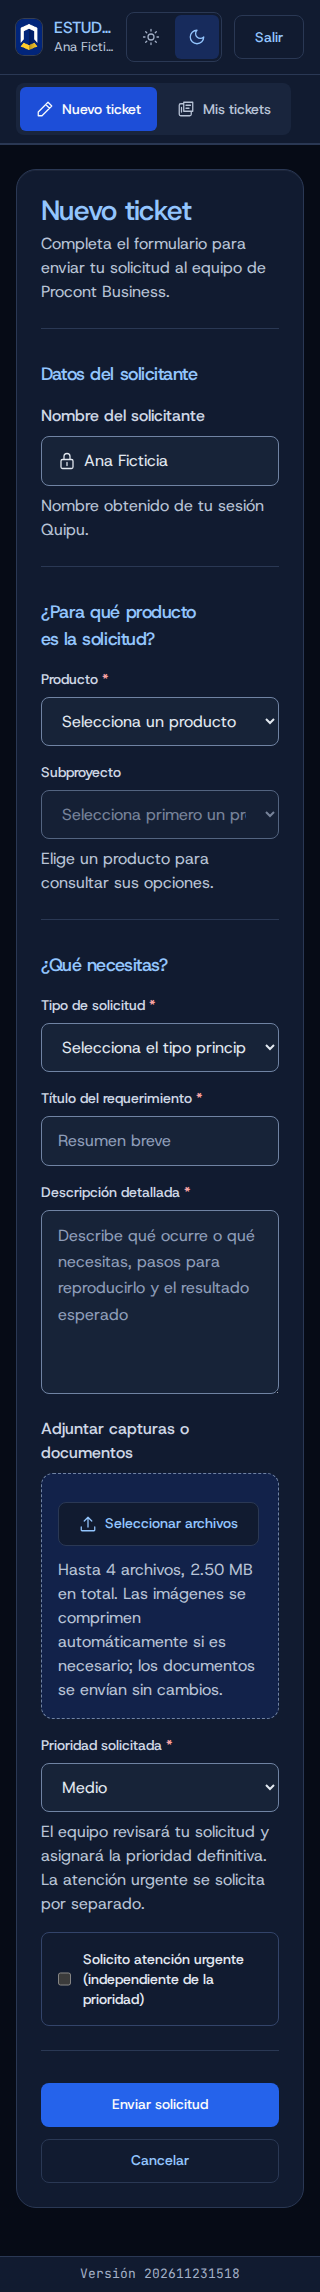 ESTUD...
Ana Ficti...
Salir
Nuevo ticket
Mis tickets
Nuevo ticket
Completa el formulario para
enviar tu solicitud al equipo de
Procont Business.
Datos del solicitante
Nombre del solicitante
Ana Ficticia
Nombre obtenido de tu sesión
Quipu.
¿Para qué producto
es la solicitud?
Producto *
Selecciona un producto
Subproyecto
Selecciona primero un pr
Elige un producto para
consultar sus opciones.
¿Qué necesitas?
Tipo de solicitud *
Selecciona el tipo princip
Título del requerimiento *
Resumen breve
Descripción detallada *
Describe qué ocurre o qué
necesitas, pasos para
reproducirlo y el resultado
esperado
Adjuntar capturas o
documentos
Seleccionar archivos
Hasta 4 archivos, 2.50 MB
en total. Las imágenes se
comprimen
automáticamente si es
necesario; los documentos
se envían sin cambios.
Prioridad solicitada *
Medio
El equipo revisará tu solicitud y
asignará la prioridad definitiva.
La atención urgente se solicita
por separado.
Solicito atención urgente
(independiente de la
prioridad)
Enviar solicitud
Cancelar
Versión 202611231518